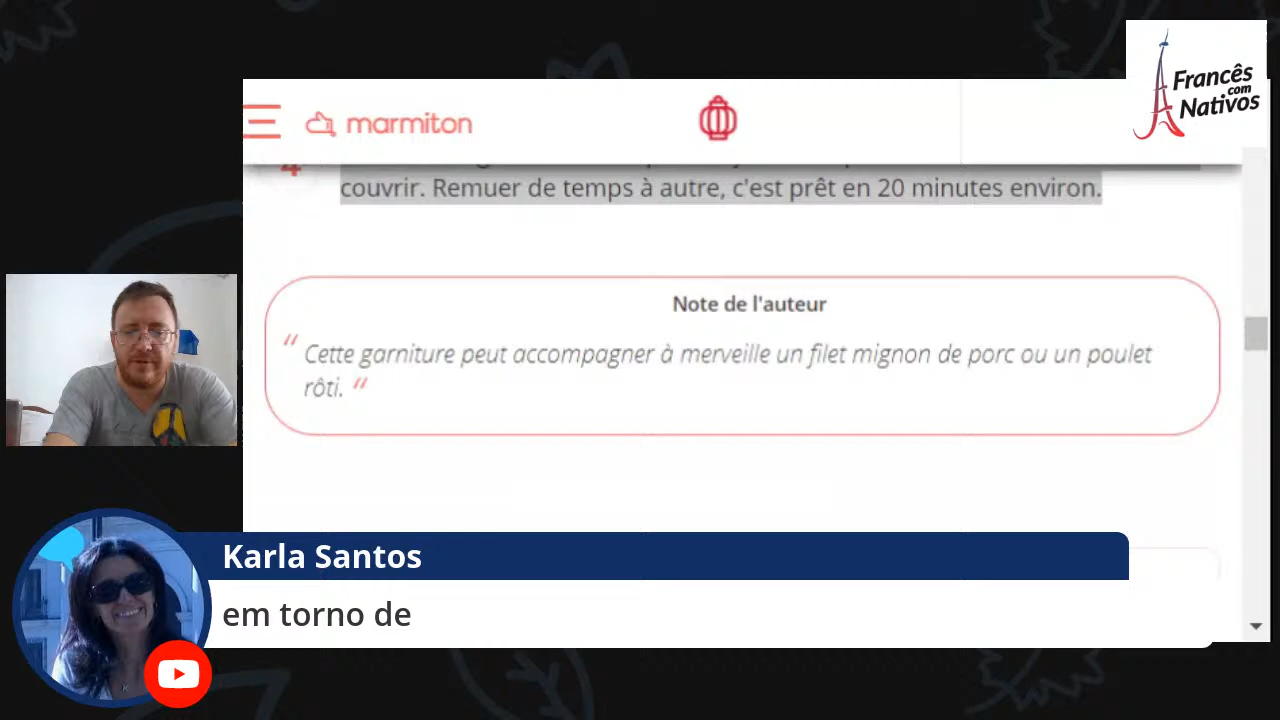 Francês
com
Nativos
marmiton
4
couvrir. Remuer de temps à autre, c'est prêt en 20 minutes environ.
Note de l'auteur
“ Cette garniture peut accompagner à merveille un filet mignon de porc ou un poulet
rôti. “
Karla Santos
em torno de